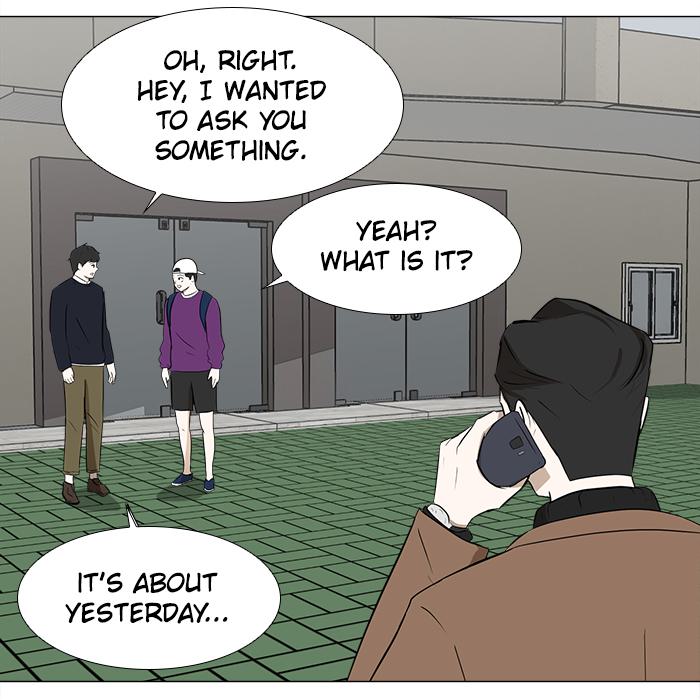 OH, RIGHT.
HEY, I WANTED
TO ASK YOU
SOMETHING.
YEAH?
WHAT IS IT?
IT'S ABOUT
YESTERDAY...